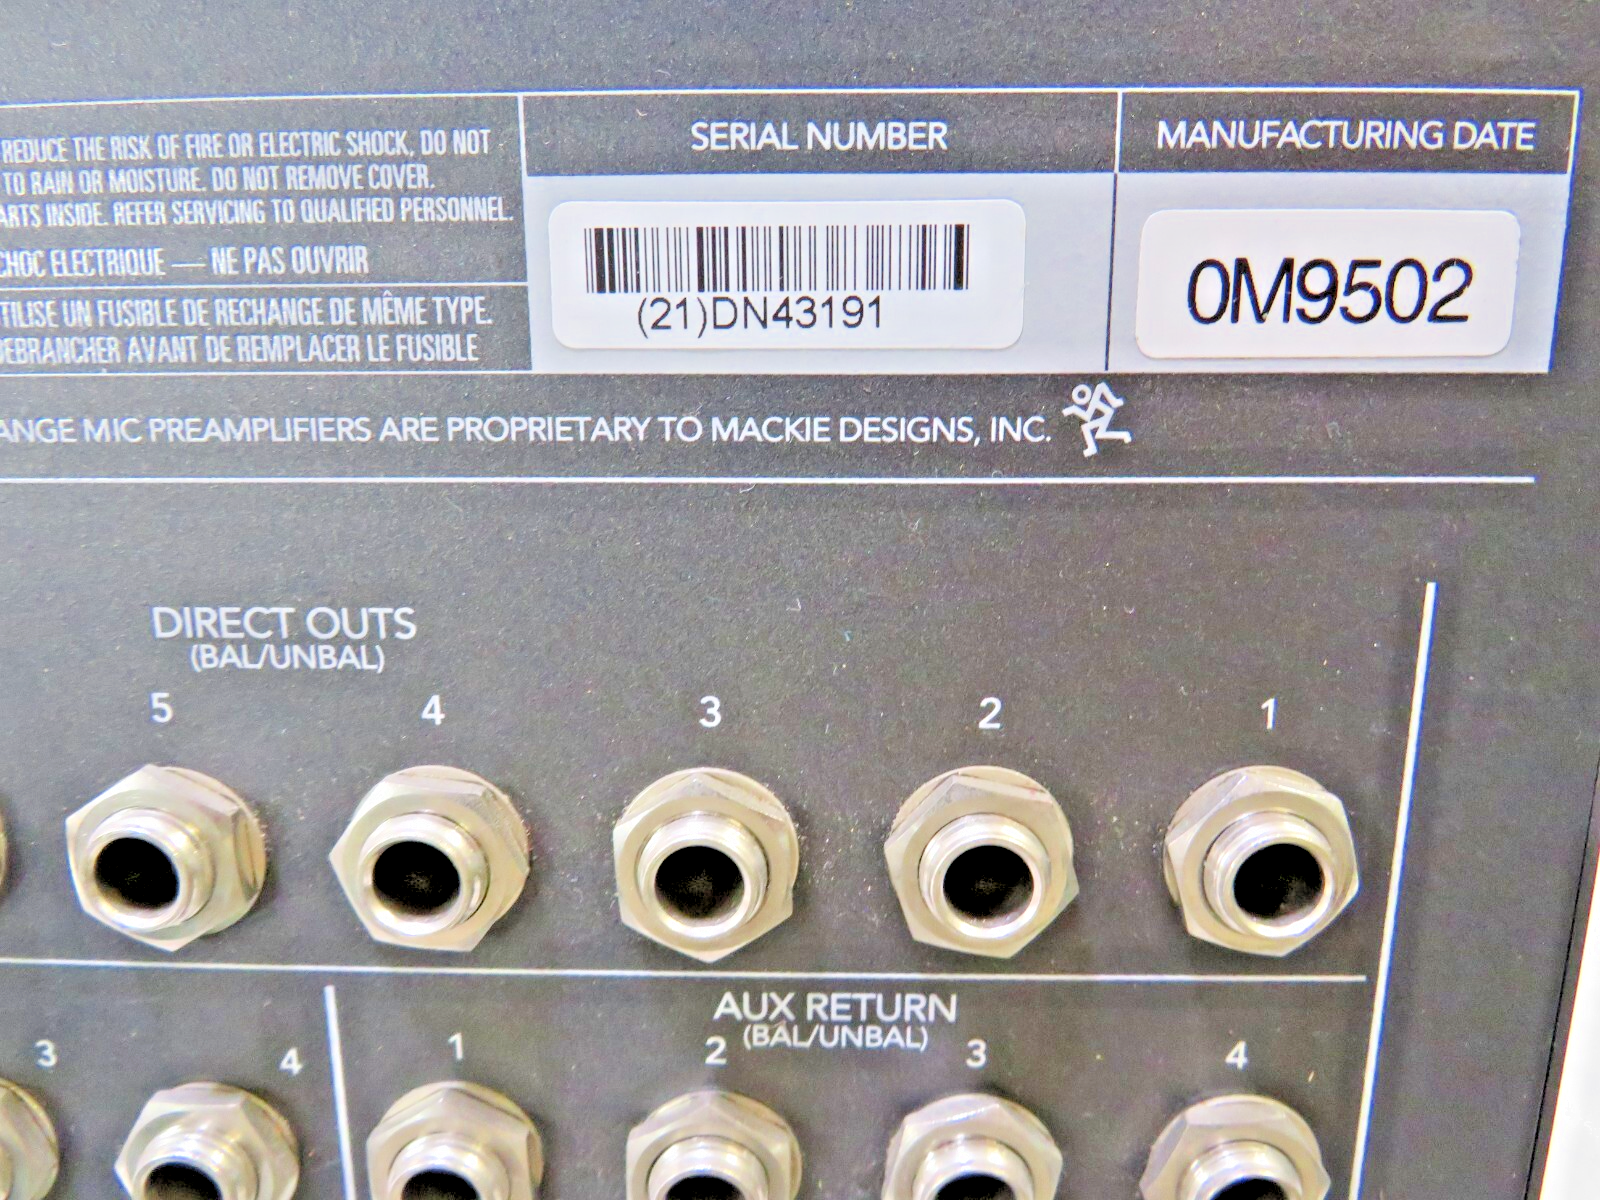 REDUCE THE RISK OF FIRE OR ELECTRIC SHOCK, DO NOT
TO RAIN OR MOISTURE. DO NOT REMOVE COVER.
ARTS INSIDE. REFER SERVICING TO QUALIFIED PERSONNEL.
CHOC ELECTRIQUE — NE PAS OUVRIR
TILISE UN FUSIBLE DE RECHANGE DE MÊME TYPE.
DEBRANCHER AVANT DE REMPLACER LE FUSIBLE
SERIAL NUMBER
(21)DN43191
MANUFACTURING DATE
0M9502
ANGE MIC PREAMPLIFIERS ARE PROPRIETARY TO MACKIE DESIGNS, INC.
DIRECT OUTS
(BAL/UNBAL)
5 4 3 2 1
3 4
AUX RETURN
(BAL/UNBAL)
1 2 3 4